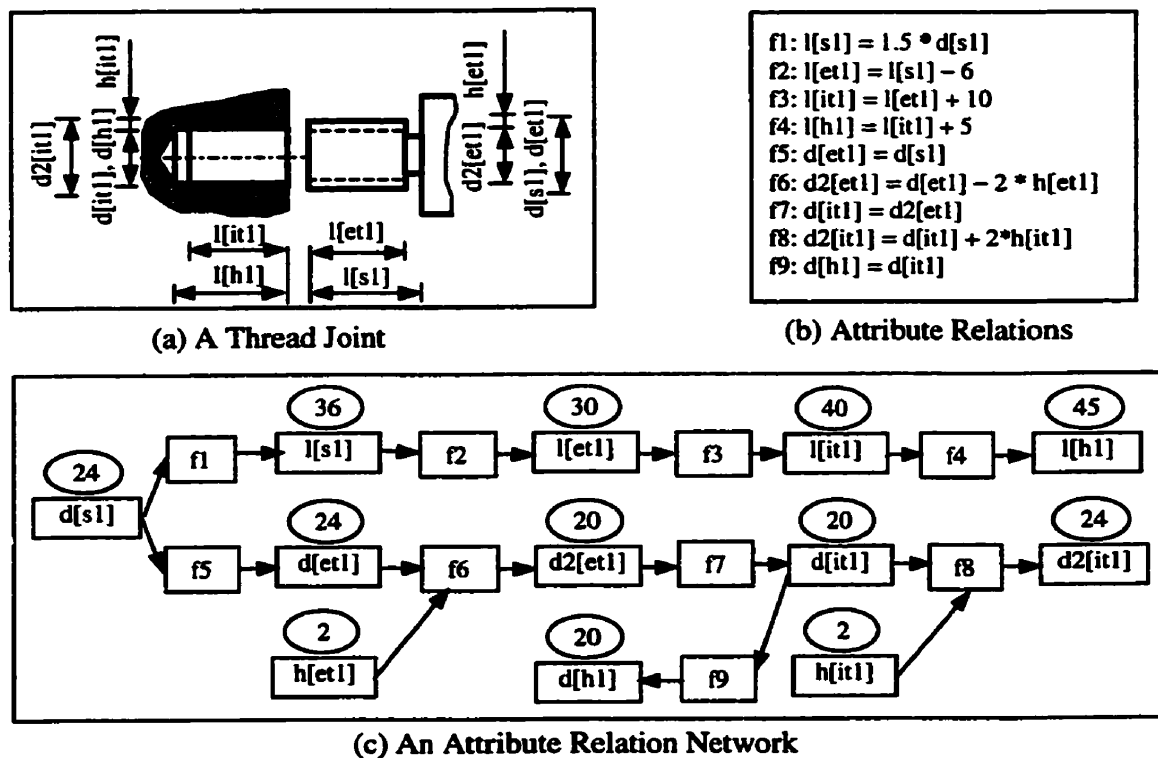 h[it1]
d2[it1]
d[it1], d[h1]
l[it1]
l[h1]
l[et1]
l[s1]
h[et1]
d2[et1]
d[s1], d[et1]
(a) A Thread Joint
f1: l[s1] = 1.5 * d[s1]
f2: l[et1] = l[s1] – 6
f3: l[it1] = l[et1] + 10
f4: l[h1] = l[it1] + 5
f5: d[et1] = d[s1]
f6: d2[et1] = d[et1] – 2 * h[et1]
f7: d[it1] = d2[et1]
f8: d2[it1] = d[it1] + 2*h[it1]
f9: d[h1] = d[it1]
(b) Attribute Relations
36 30 40 45
f1 l[s1] f2 l[et1] f3 l[it1] f4 l[h1]
24
d[s1]
24 20 20 24
f5 d[et1] f6 d2[et1] f7 d[it1] f8 d2[it1]
2 20 2
h[et1] d[h1] f9 h[it1]
(c) An Attribute Relation Network